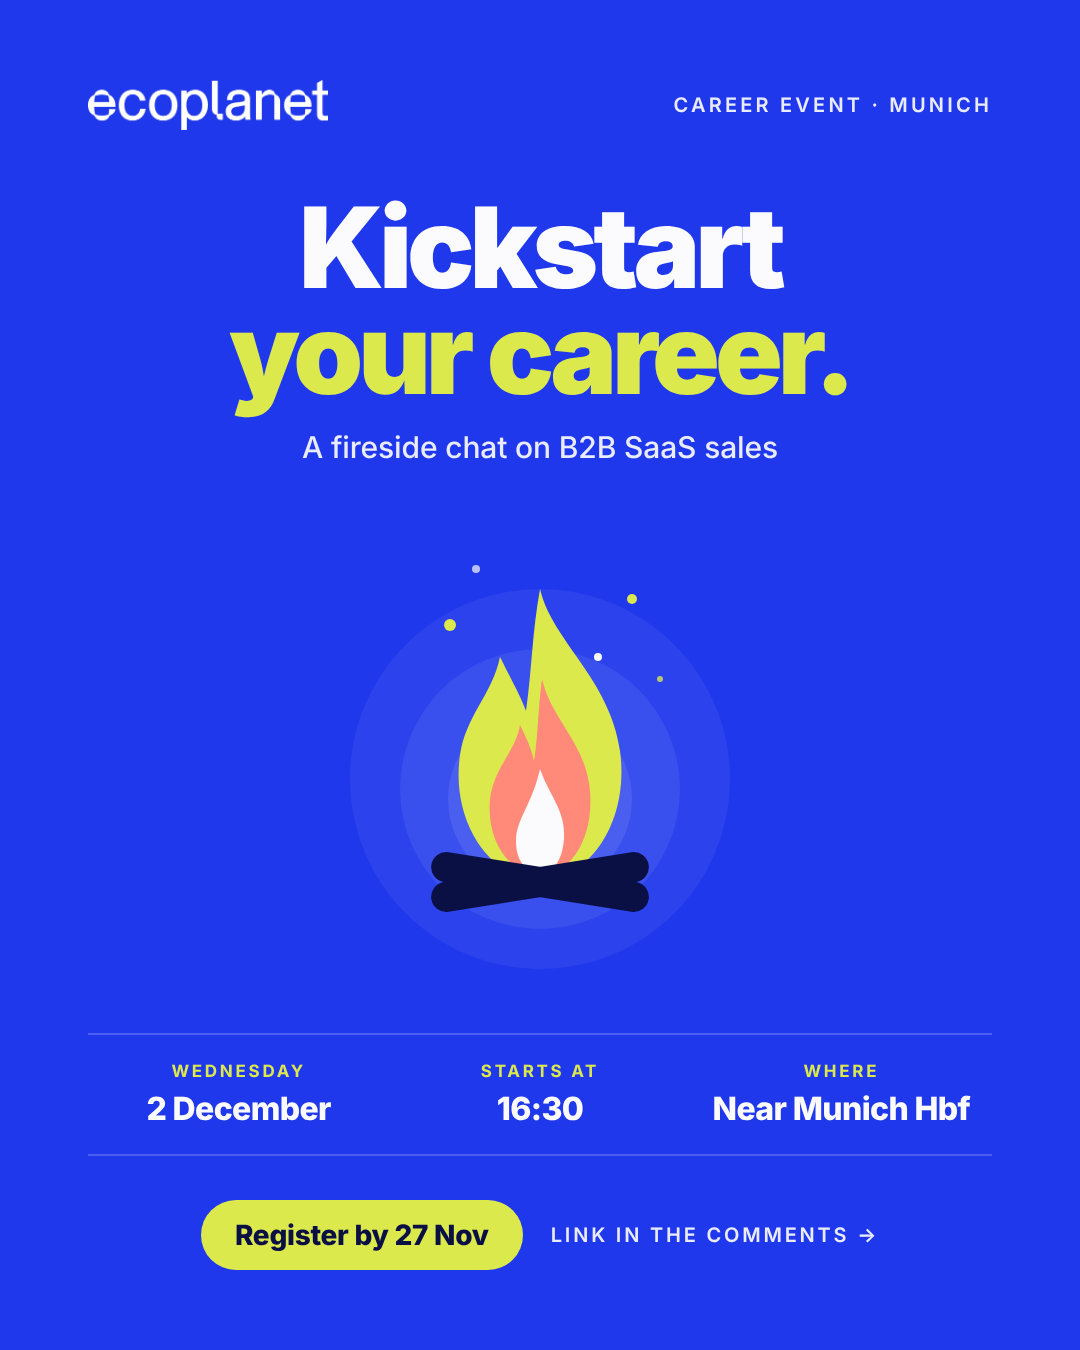 ecoplanet
CAREER EVENT · MUNICH
Kickstart
your career.
A fireside chat on B2B SaaS sales
WEDNESDAY
2 December
STARTS AT
16:30
WHERE
Near Munich Hbf
Register by 27 Nov
LINK IN THE COMMENTS →